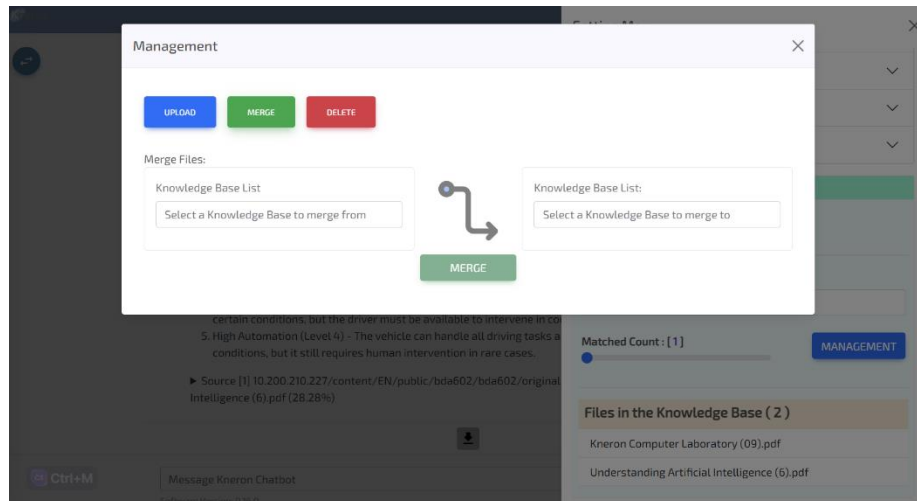 Management
UPLOAD
MERGE
DELETE
Merge Files:
Knowledge Base List
Select a Knowledge Base to merge from
Knowledge Base List:
Select a Knowledge Base to merge to
MERGE
certain conditions, but the driver must be available to intervene in
5. High Automation (Level 4) - The vehicle can handle all driving tasks
conditions, but it still requires human intervention in rare cases.
▶ Source [1] 10.200.210.227/content/EN/public/bda602/bda602/original
Intelligence (6).pdf (28.28%)
Ctrl+M
Message Kneron Chatbot
Matched Count : [1]
MANAGEMENT
Files in the Knowledge Base ( 2 )
Kneron Computer Laboratory (09).pdf
Understanding Artificial Intelligence (6).pdf